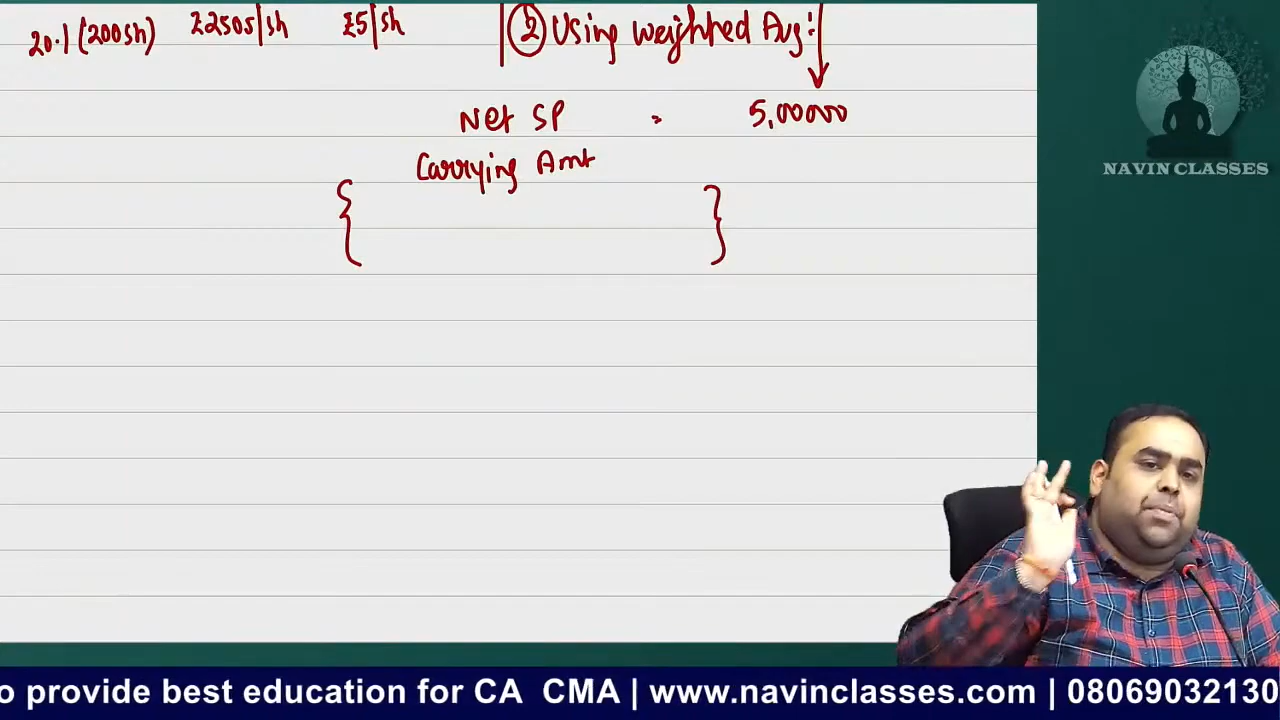 20.1 (200sh) ₹2505/sh ₹5/sh
② Using Weighted Avg:
Net SP = 5,00000
Carrying Amt
{ }
NAVIN CLASSES
o provide best education for CA CMA | www.navinclasses.com | 08069032130